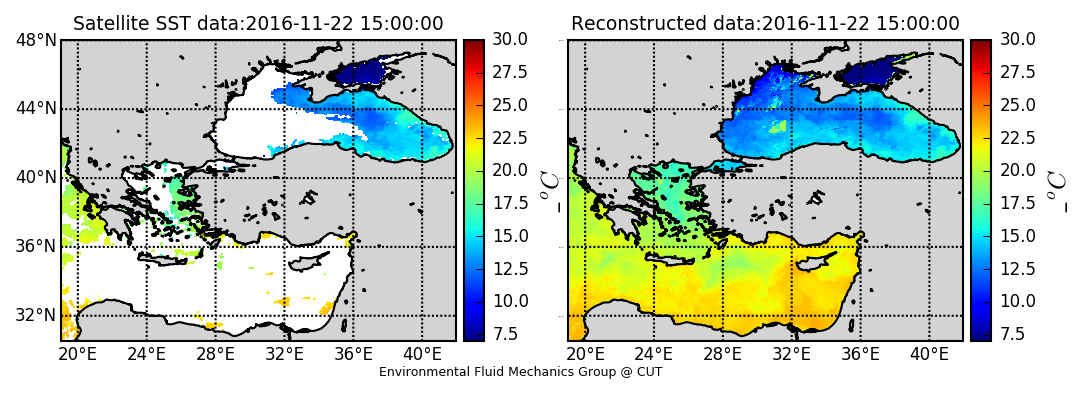 Satellite SST data:2016-11-22 15:00:00
48°N
44°N
40°N
36°N
32°N
20°E 24°E 28°E 32°E 36°E 40°E
30.0
27.5
25.0
22.5
20.0
17.5
15.0
12.5
10.0
7.5
_°C
Reconstructed data:2016-11-22 15:00:00
20°E 24°E 28°E 32°E 36°E 40°E
30.0
27.5
25.0
22.5
20.0
17.5
15.0
12.5
10.0
7.5
_°C
Environmental Fluid Mechanics Group @ CUT